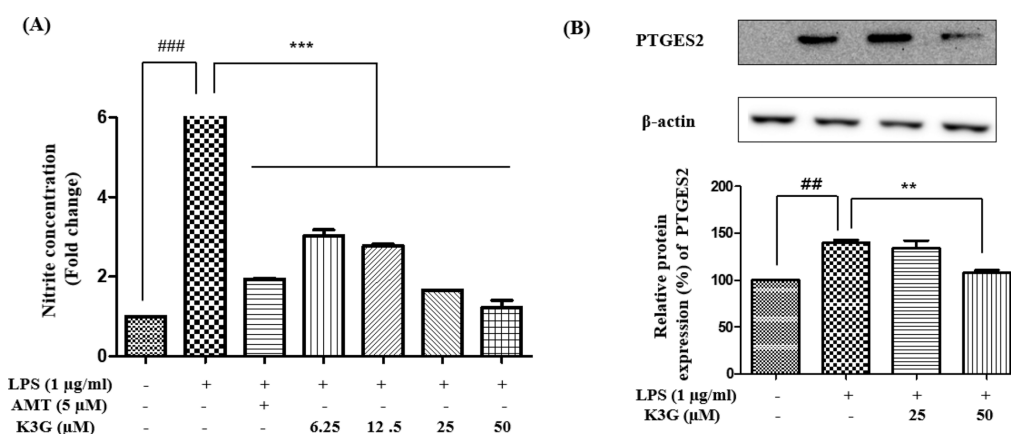 (A)
###
***
Nitrite concentration
(Fold change)
6
4
2
0
LPS (1 μg/ml) - + + + + + +
AMT (5 μM) - - + - - - -
K3G (μM) - - - 6.25 12 .5 25 50
(B)
PTGES2
β-actin
Relative protein
expression (%) of PTGES2
200
150
100
50
0
##
**
LPS (1 μg/ml) - + + +
K3G (μM) - - 25 50